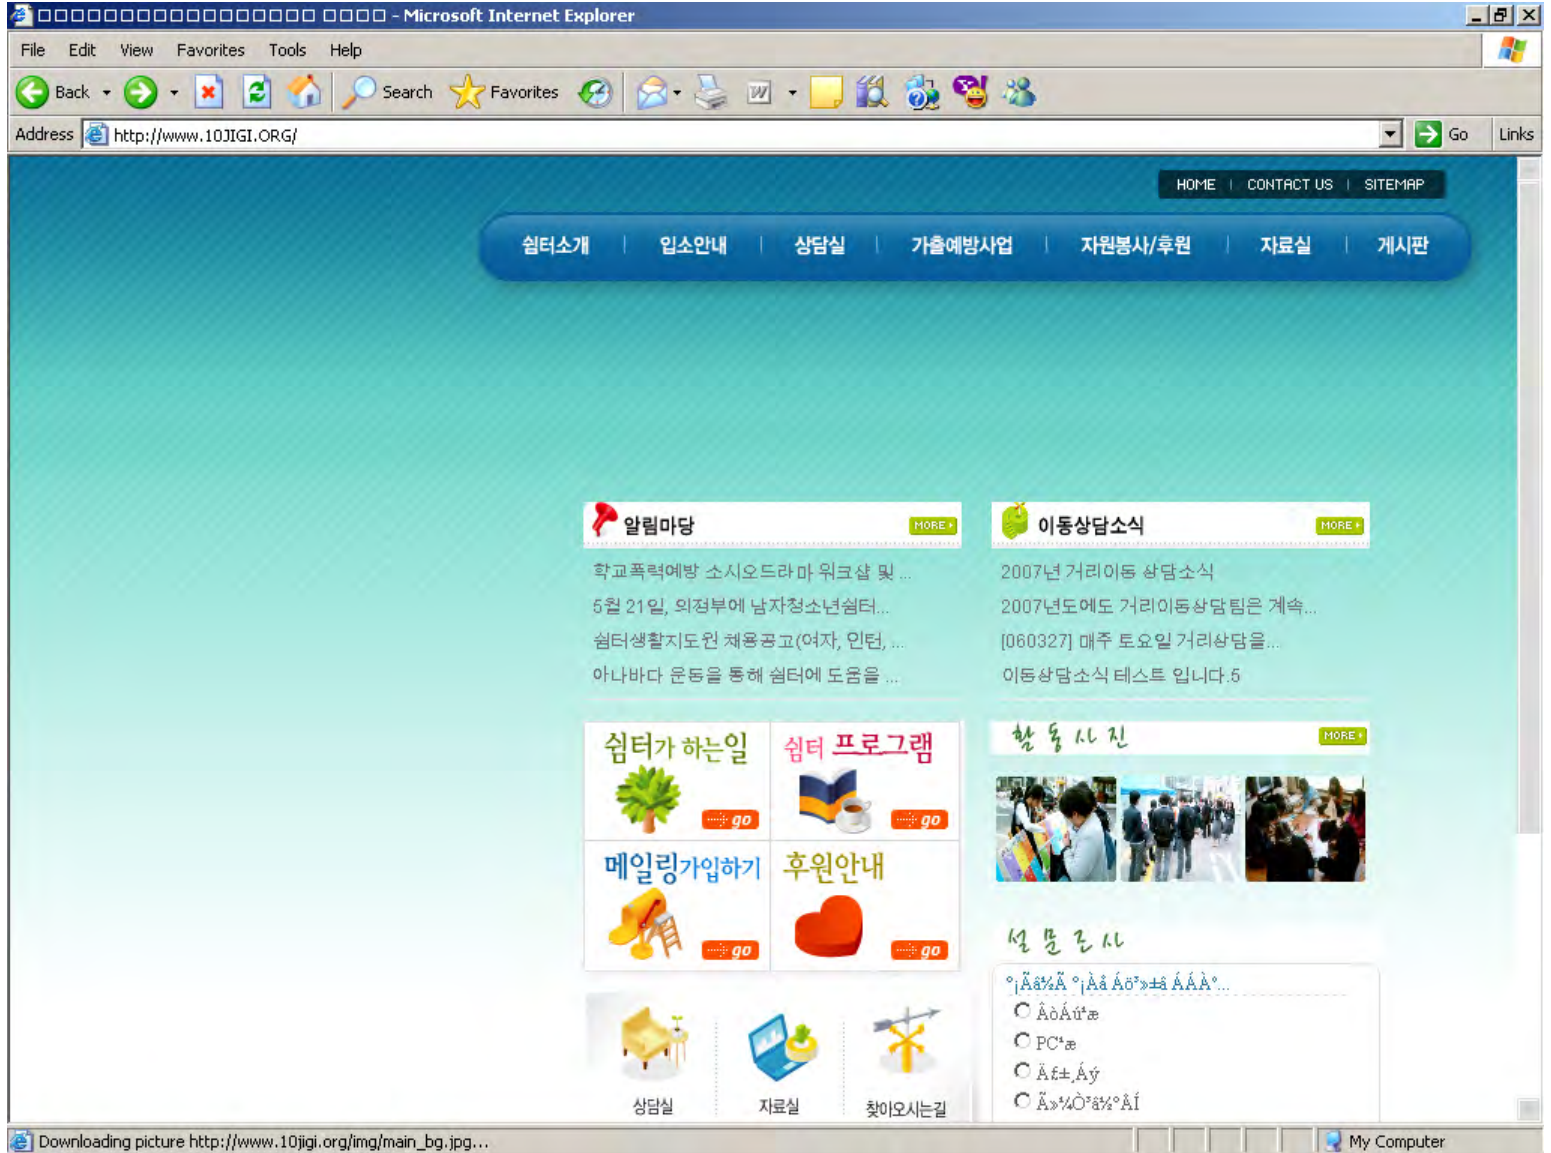 □□□□□□□□□□□□□□□□□ □□□□ - Microsoft Internet Explorer
File Edit View Favorites Tools Help
Back Search Favorites
Address http://www.10JIGI.ORG/ Go Links
HOME | CONTACT US | SITEMAP
쉼터소개 | 입소안내 | 상담실 | 가출예방사업 | 자원봉사/후원 | 자료실 | 게시판
알림마당 MORE
학교폭력예방 소시오드라마 워크샵 및 ...
5월 21일, 의정부에 남자청소년쉼터...
쉼터생활지도원 채용공고(여자, 인턴, ...
아나바다 운동을 통해 쉼터에 도움을 ...
이동상담소식 MORE
2007년 거리이동 상담소식
2007년도에도 거리이동상담팀은 계속...
[060327] 매주 토요일 거리상담을...
이동상담소식 테스트 입니다.5
쉼터가 하는일 go
쉼터 프로그램 go
메일링가입하기 go
후원안내 go
활동사진 MORE
설문조사
°¡Ãâ½Ã °¡Àå Áö³»±â ÁÁÀº...
ÂòÁú¹æ
PC¹æ
Ä£±¸Áý
Ã»¼Ò³â½°ÅÍ
상담실
자료실
찾아오시는길
Downloading picture http://www.10jigi.org/img/main_bg.jpg... My Computer